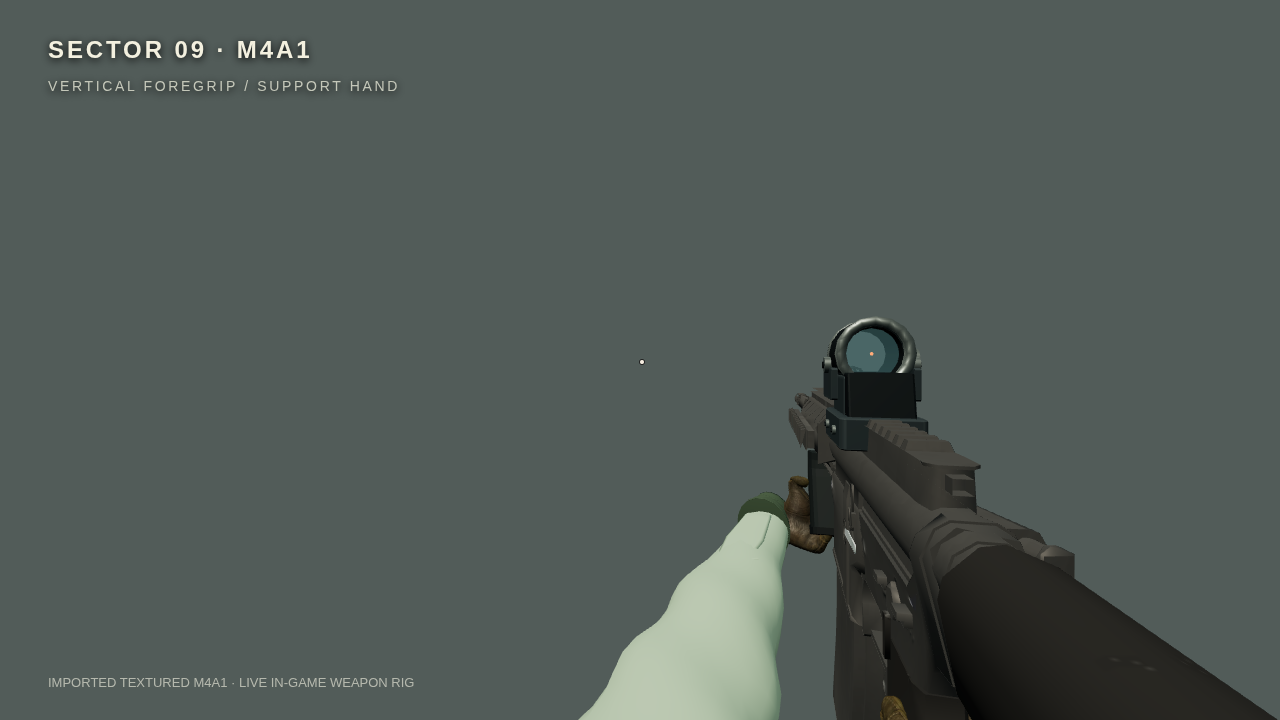 SECTOR 09 · M4A1
VERTICAL FOREGRIP / SUPPORT HAND
IMPORTED TEXTURED M4A1 · LIVE IN-GAME WEAPON RIG